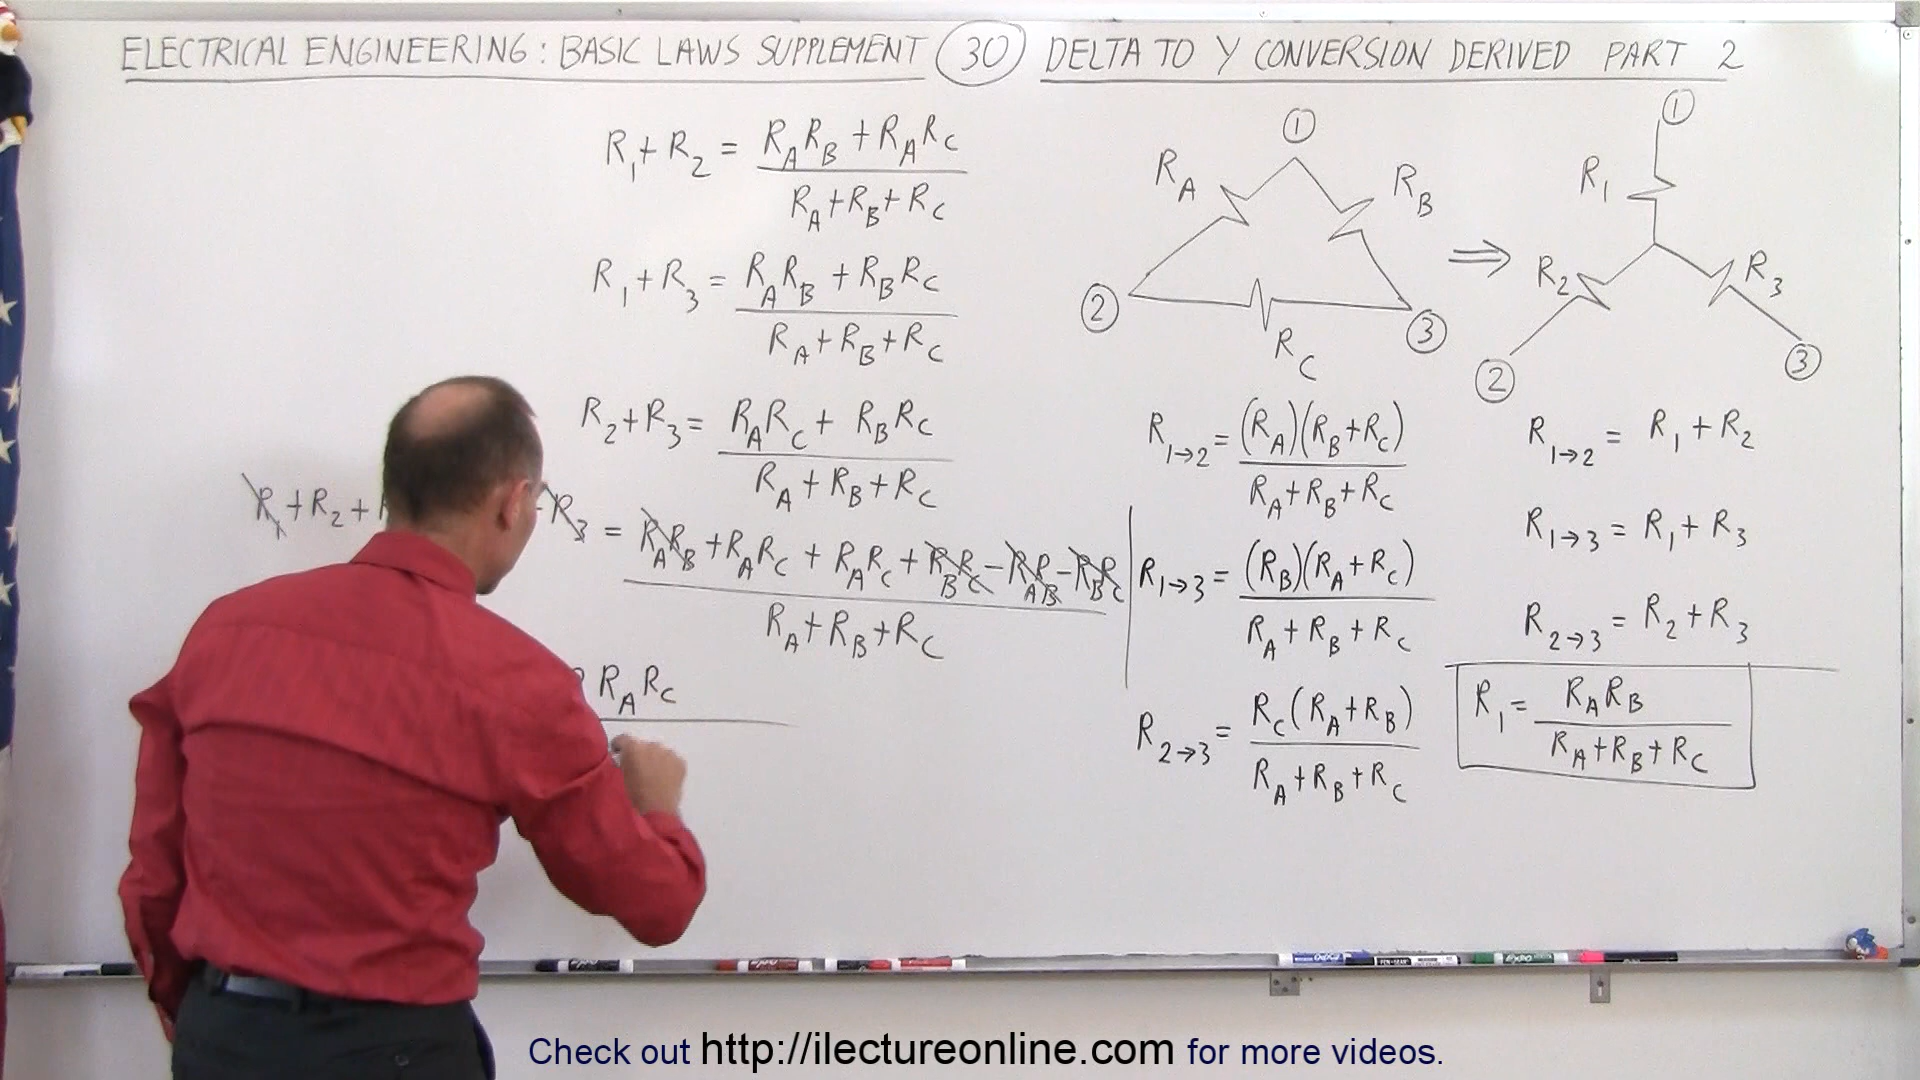 ELECTRICAL ENGINEERING: BASIC LAWS SUPPLEMENT 30 DELTA TO Y CONVERSION DERIVED PART 2
R1 + R2 = RARB + RARC
RA + RB + RC
R1 + R3 = RARB + RBRC
RA + RB + RC
R2 + R3 = RARC + RBRC
RA + RB + RC
R1 + R2 +
- R3 = RARB + RARC + RARC + RBRC - RARB - RBRC
RA + RB + RC
RARC
1
RA
RB
2
3
RC
⇒
1
R1
R2
R3
2
3
R1→2 = (RA)(RB+RC)
RA+RB+RC
R1→3 = (RB)(RA+RC)
RA+RB+RC
R2→3 = RC(RA+RB)
RA+RB+RC
R1→2 = R1 + R2
R1→3 = R1 + R3
R2→3 = R2 + R3
R1 = RARB
RA+RB+RC
EXPO
Check out http://ilectureonline.com for more videos.